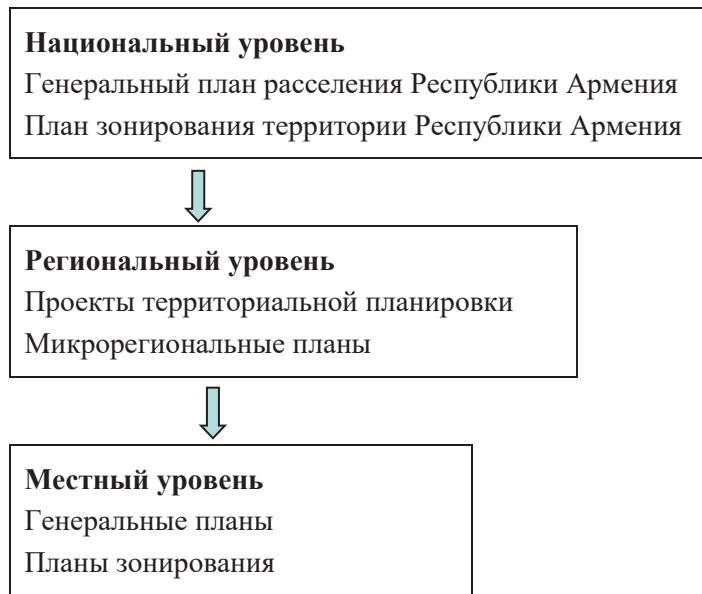 Национальный уровень
Генеральный план расселения Республики Армения
План зонирования территории Республики Армения
Региональный уровень
Проекты территориальной планировки
Микрорегиональные планы
Местный уровень
Генеральные планы
Планы зонирования